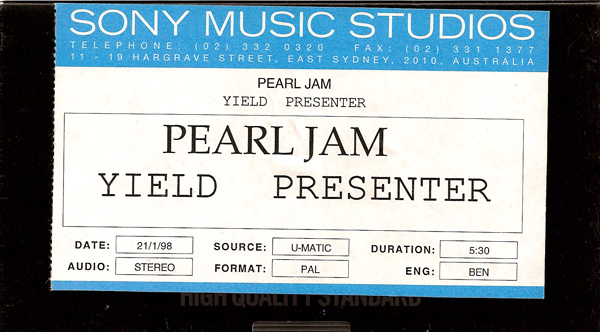 SONY MUSIC STUDIOS
TELEPHONE: (02) 332 0320 FAX: (02) 331 1377
11 - 19 HARGRAVE STREET, EAST SYDNEY, 2010, AUSTRALIA
PEARL JAM
YIELD PRESENTER
PEARL JAM
YIELD PRESENTER
DATE: 21/1/98 SOURCE: U-MATIC DURATION: 5:30
AUDIO: STEREO FORMAT: PAL ENG: BEN
HIGH QUALITY STANDARD